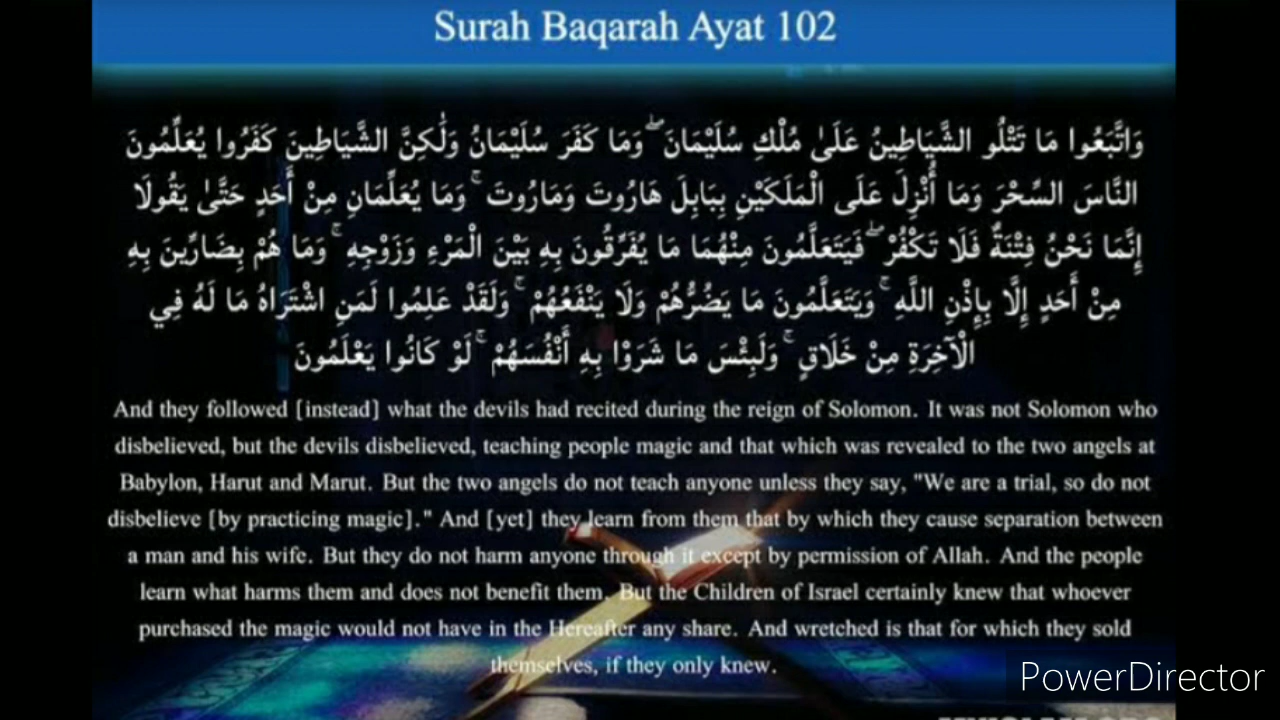 Surah Baqarah Ayat 102
وَاتَّبَعُوا مَا تَتْلُو الشَّيَاطِينُ عَلَىٰ مُلْكِ سُلَيْمَانَ ۖ وَمَا كَفَرَ سُلَيْمَانُ وَلَٰكِنَّ الشَّيَاطِينَ كَفَرُوا يُعَلِّمُونَ
النَّاسَ السِّحْرَ وَمَا أُنْزِلَ عَلَى الْمَلَكَيْنِ بِبَابِلَ هَارُوتَ وَمَارُوتَ ۚ وَمَا يُعَلِّمَانِ مِنْ أَحَدٍ حَتَّىٰ يَقُولَا
إِنَّمَا نَحْنُ فِتْنَةٌ فَلَا تَكْفُرْ ۖ فَيَتَعَلَّمُونَ مِنْهُمَا مَا يُفَرِّقُونَ بِهِ بَيْنَ الْمَرْءِ وَزَوْجِهِ ۚ وَمَا هُمْ بِضَارِّينَ بِهِ
مِنْ أَحَدٍ إِلَّا بِإِذْنِ اللَّهِ ۚ وَيَتَعَلَّمُونَ مَا يَضُرُّهُمْ وَلَا يَنْفَعُهُمْ ۚ وَلَقَدْ عَلِمُوا لَمَنِ اشْتَرَاهُ مَا لَهُ فِي
الْآخِرَةِ مِنْ خَلَاقٍ ۚ وَلَبِئْسَ مَا شَرَوْا بِهِ أَنْفُسَهُمْ ۚ لَوْ كَانُوا يَعْلَمُونَ
And they followed [instead] what the devils had recited during the reign of Solomon. It was not Solomon who
disbelieved, but the devils disbelieved, teaching people magic and that which was revealed to the two angels at
Babylon, Harut and Marut. But the two angels do not teach anyone unless they say, "We are a trial, so do not
disbelieve [by practicing magic]." And [yet] they learn from them that by which they cause separation between
a man and his wife. But they do not harm anyone through it except by permission of Allah. And the people
learn what harms them and does not benefit them. But the Children of Israel certainly knew that whoever
purchased the magic would not have in the Hereafter any share. And wretched is that for which they sold
themselves, if they only knew.
PowerDirector